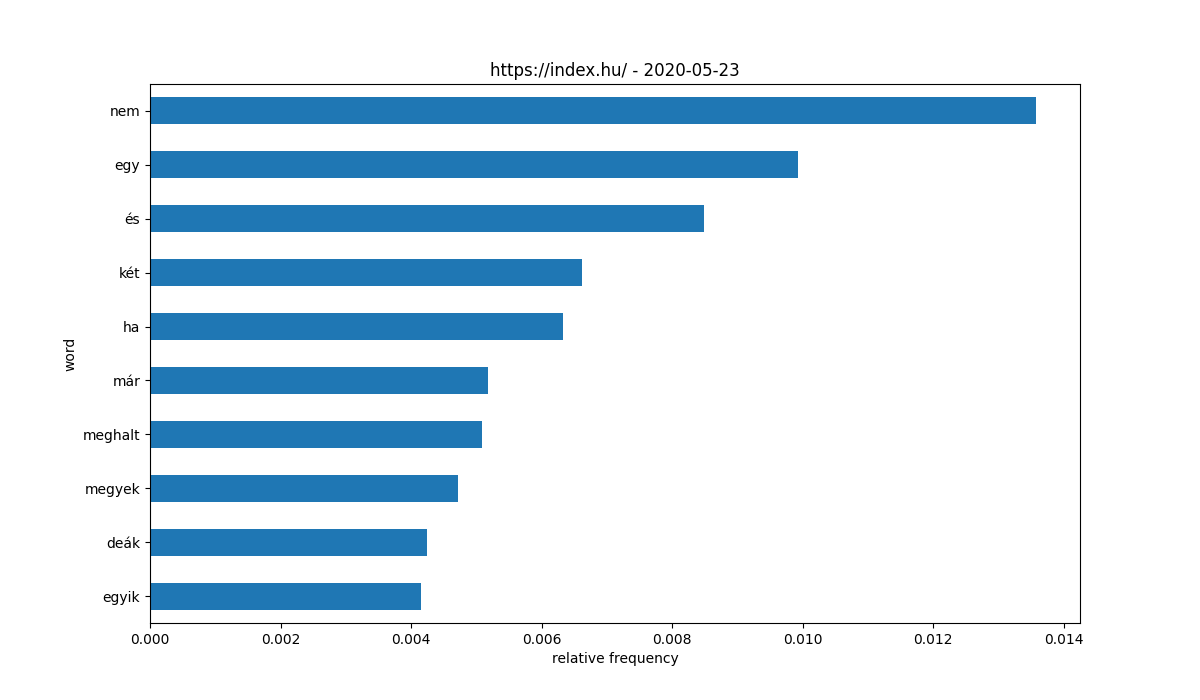 https://index.hu/ - 2020-05-23
nem
egy
és
két
ha
már
meghalt
megyek
deák
egyik
word
0.000 0.002 0.004 0.006 0.008 0.010 0.012 0.014
relative frequency